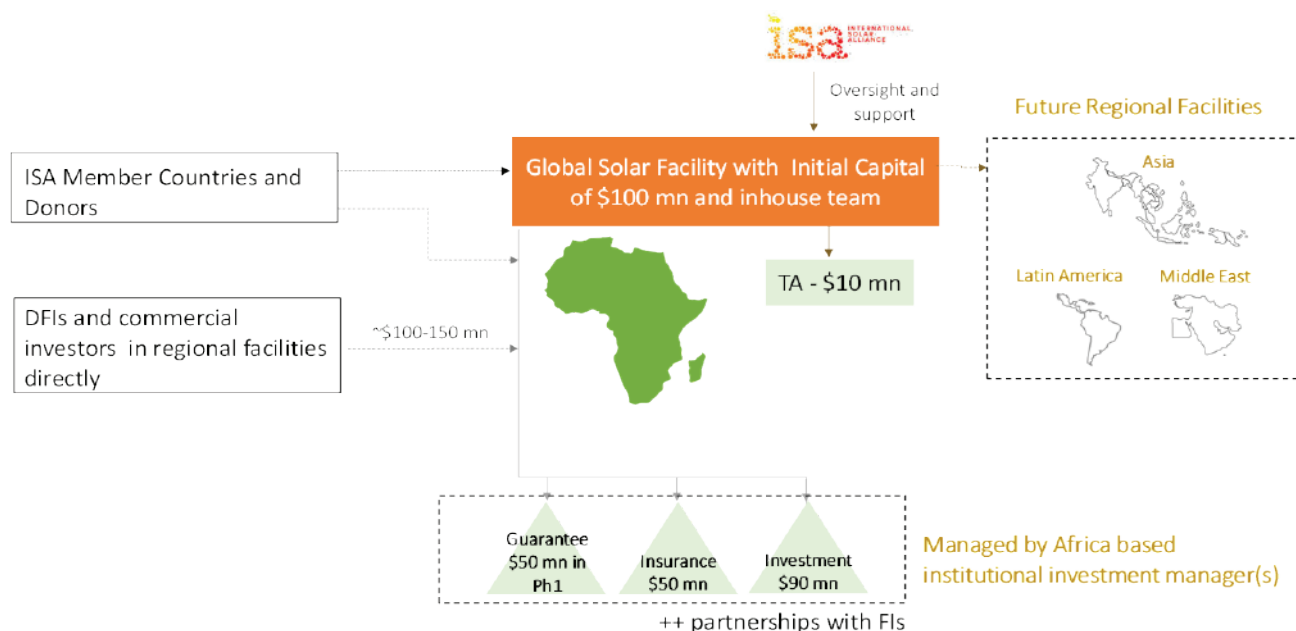 isa
INTERNATIONAL
SOLAR
ALLIANCE
Oversight and
support
Future Regional Facilities
ISA Member Countries and
Donors
Global Solar Facility with Initial Capital
of $100 mn and inhouse team
Asia
TA - $10 mn
Latin America
Middle East
DFIs and commercial
investors in regional facilities
directly
~$100-150 mn
Guarantee
$50 mn in
Ph1
Insurance
$50 mn
Investment
$90 mn
Managed by Africa based
institutional investment manager(s)
++ partnerships with FIs